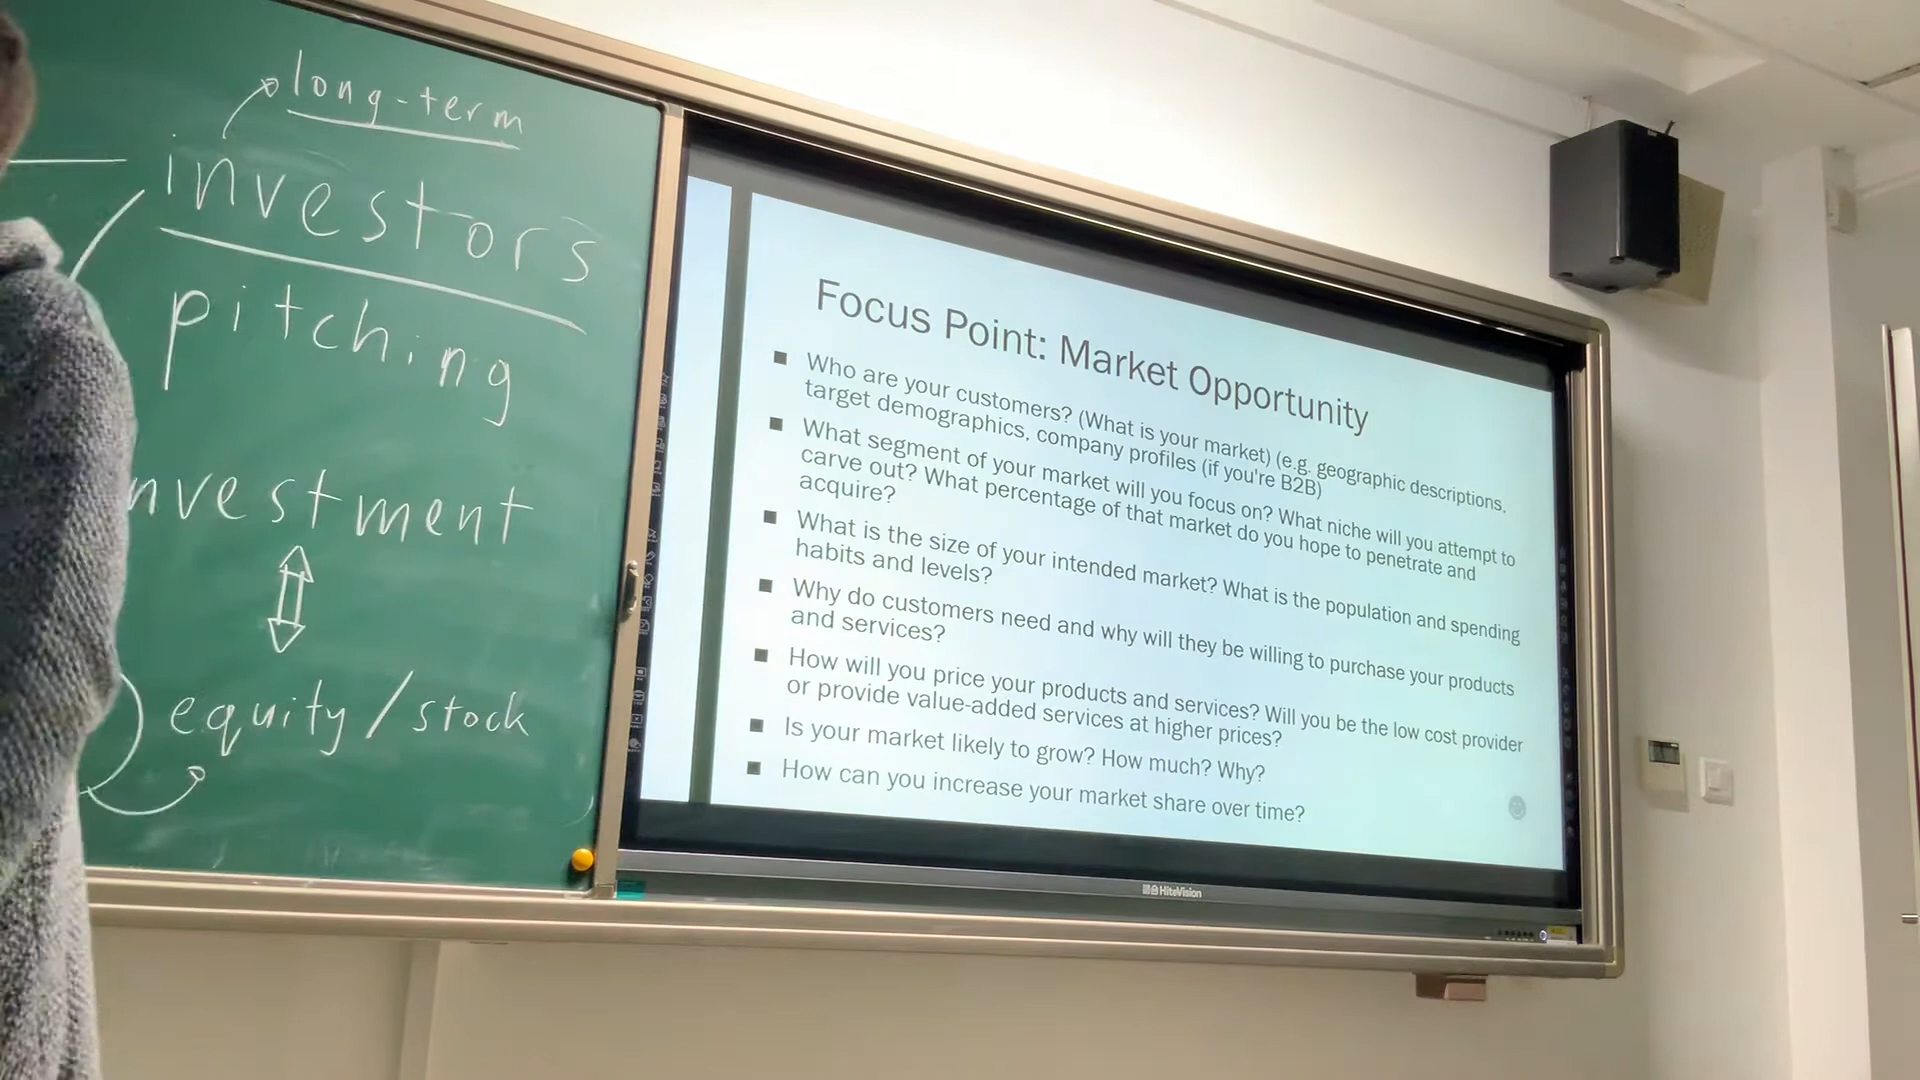 long-term
investors
pitching
investment
equity/stock
Focus Point: Market Opportunity
■ Who are your customers? (What is your market) (e.g. geographic descriptions,
target demographics, company profiles (if you're B2B)
■ What segment of your market will you focus on? What niche will you attempt to
carve out? What percentage of that market do you hope to penetrate and
acquire?
■ What is the size of your intended market? What is the population and spending
habits and levels?
■ Why do customers need and why will they be willing to purchase your products
and services?
■ How will you price your products and services? Will you be the low cost provider
or provide value-added services at higher prices?
■ Is your market likely to grow? How much? Why?
■ How can you increase your market share over time?
HiteVision